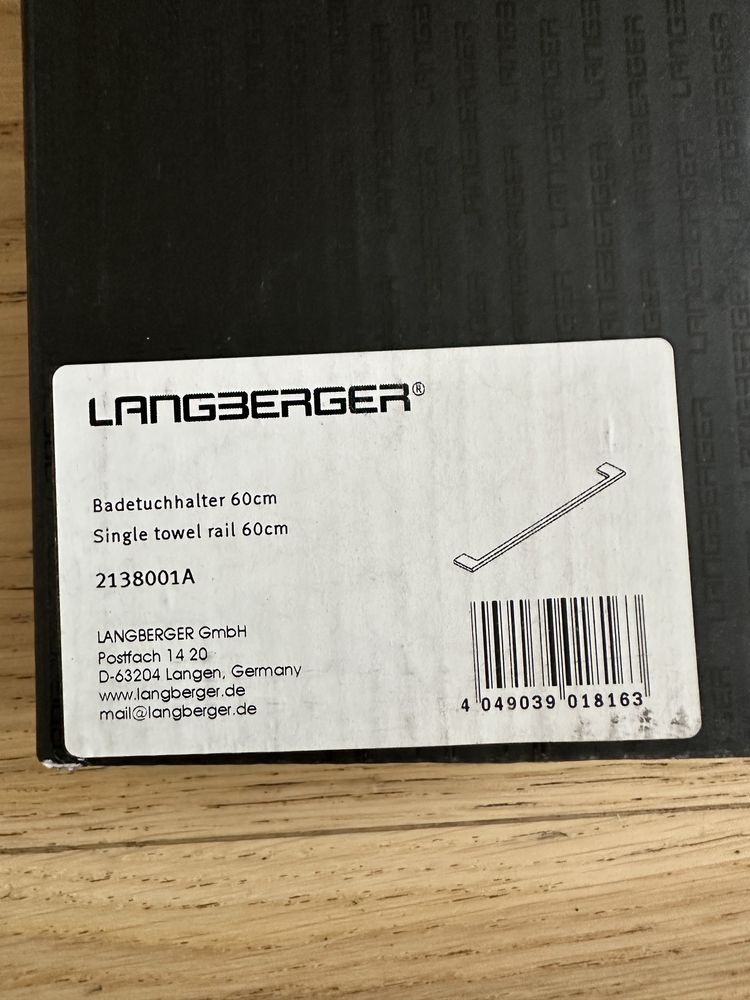 LANGBERGER®
Badetuchhalter 60cm
Single towel rail 60cm
2138001A
LANGBERGER GmbH
Postfach 14 20
D-63204 Langen, Germany
www.langberger.de
mail@langberger.de
4 049039 018163